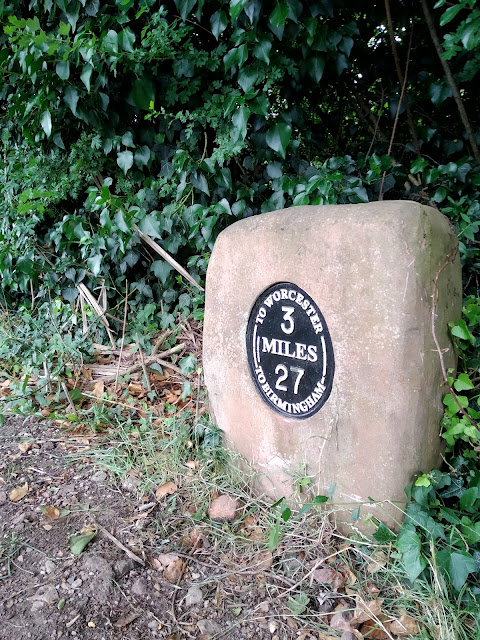 TO WORCESTER
3
MILES
27
TO BIRMINGHAM